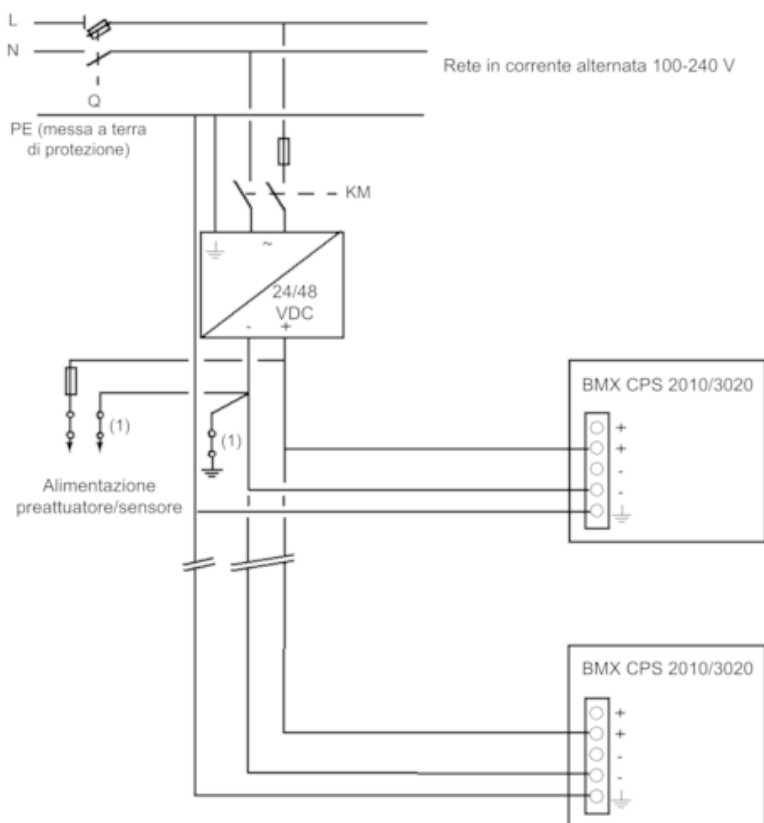 L
N
Rete in corrente alternata 100-240 V
Q
PE (messa a terra
di protezione)
KM
~
24/48
VDC
- +
BMX CPS 2010/3020
+
+
-
-
(1)
(1)
Alimentazione
preattuatore/sensore
BMX CPS 2010/3020
+
+
-
-